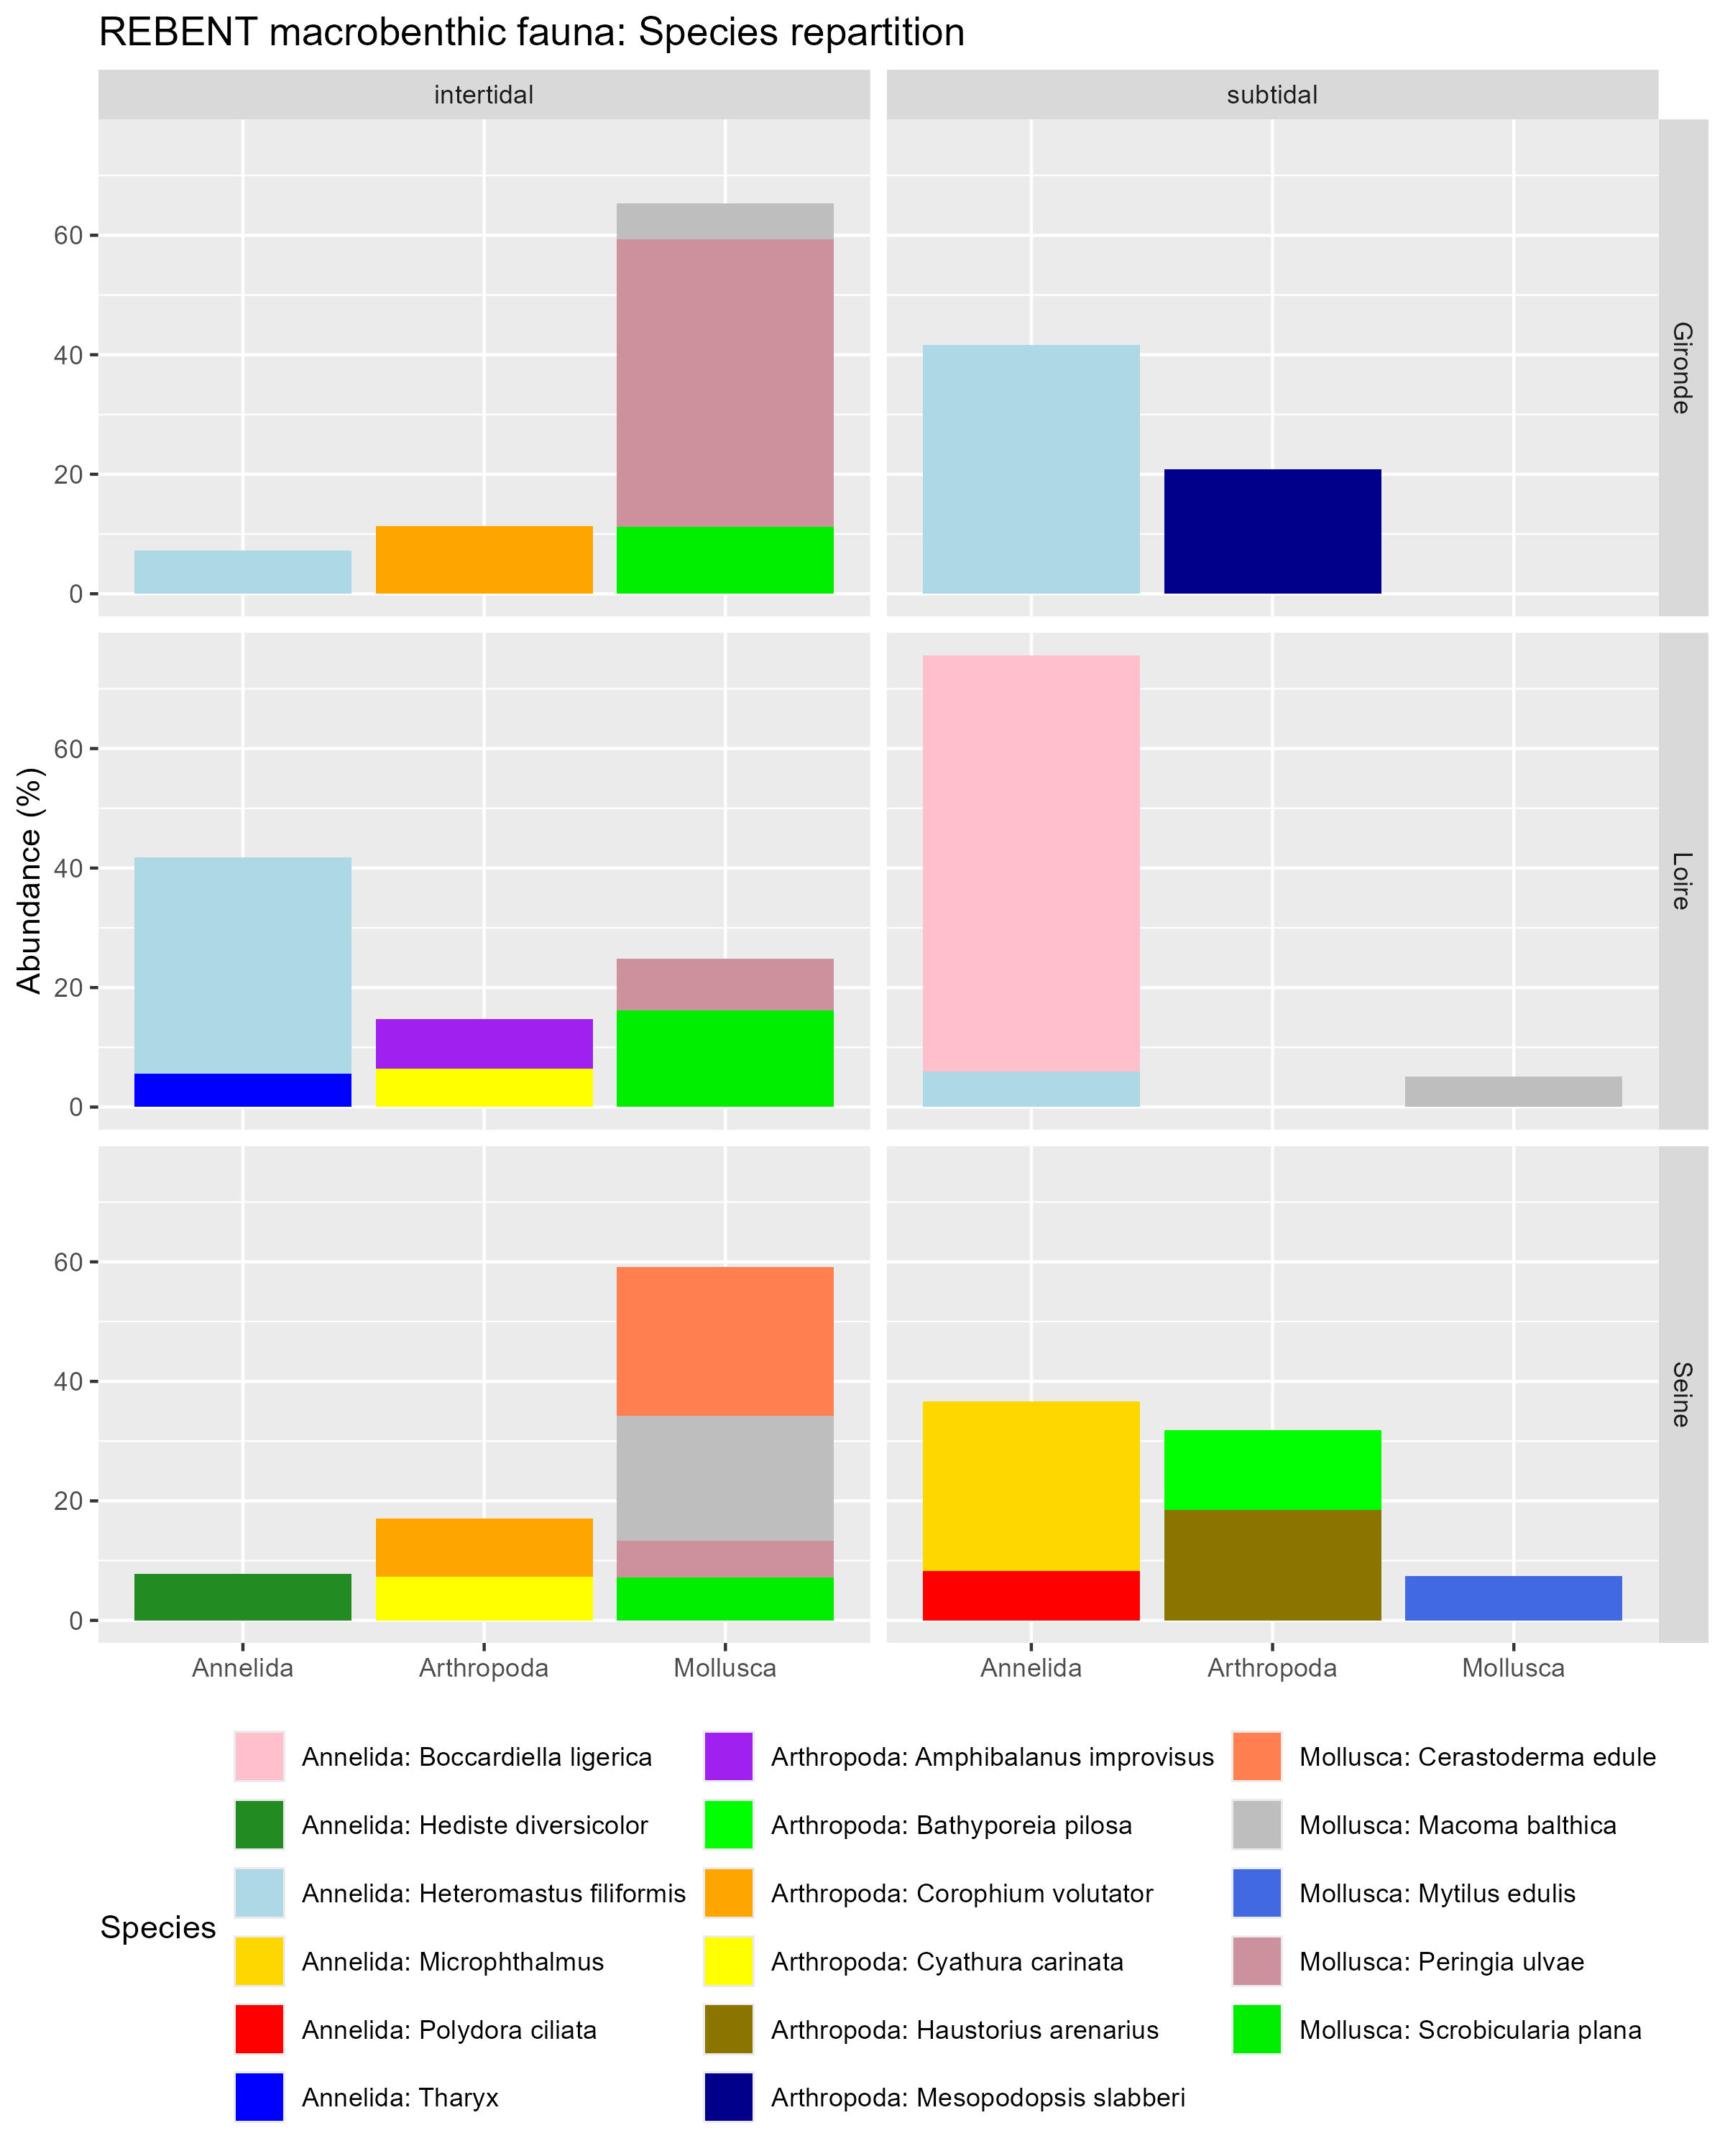 REBENT macrobenthic fauna: Species repartition
intertidal
subtidal
60
40
20
0
Gironde
60
40
20
0
Loire
Abundance (%)
60
40
20
0
Seine
Annelida
Arthropoda
Mollusca
Annelida
Arthropoda
Mollusca
Species
Annelida: Boccardiella ligerica
Annelida: Hediste diversicolor
Annelida: Heteromastus filiformis
Annelida: Microphthalmus
Annelida: Polydora ciliata
Annelida: Tharyx
Arthropoda: Amphibalanus improvisus
Arthropoda: Bathyporeia pilosa
Arthropoda: Corophium volutator
Arthropoda: Cyathura carinata
Arthropoda: Haustorius arenarius
Arthropoda: Mesopodopsis slabberi
Mollusca: Cerastoderma edule
Mollusca: Macoma balthica
Mollusca: Mytilus edulis
Mollusca: Peringia ulvae
Mollusca: Scrobicularia plana